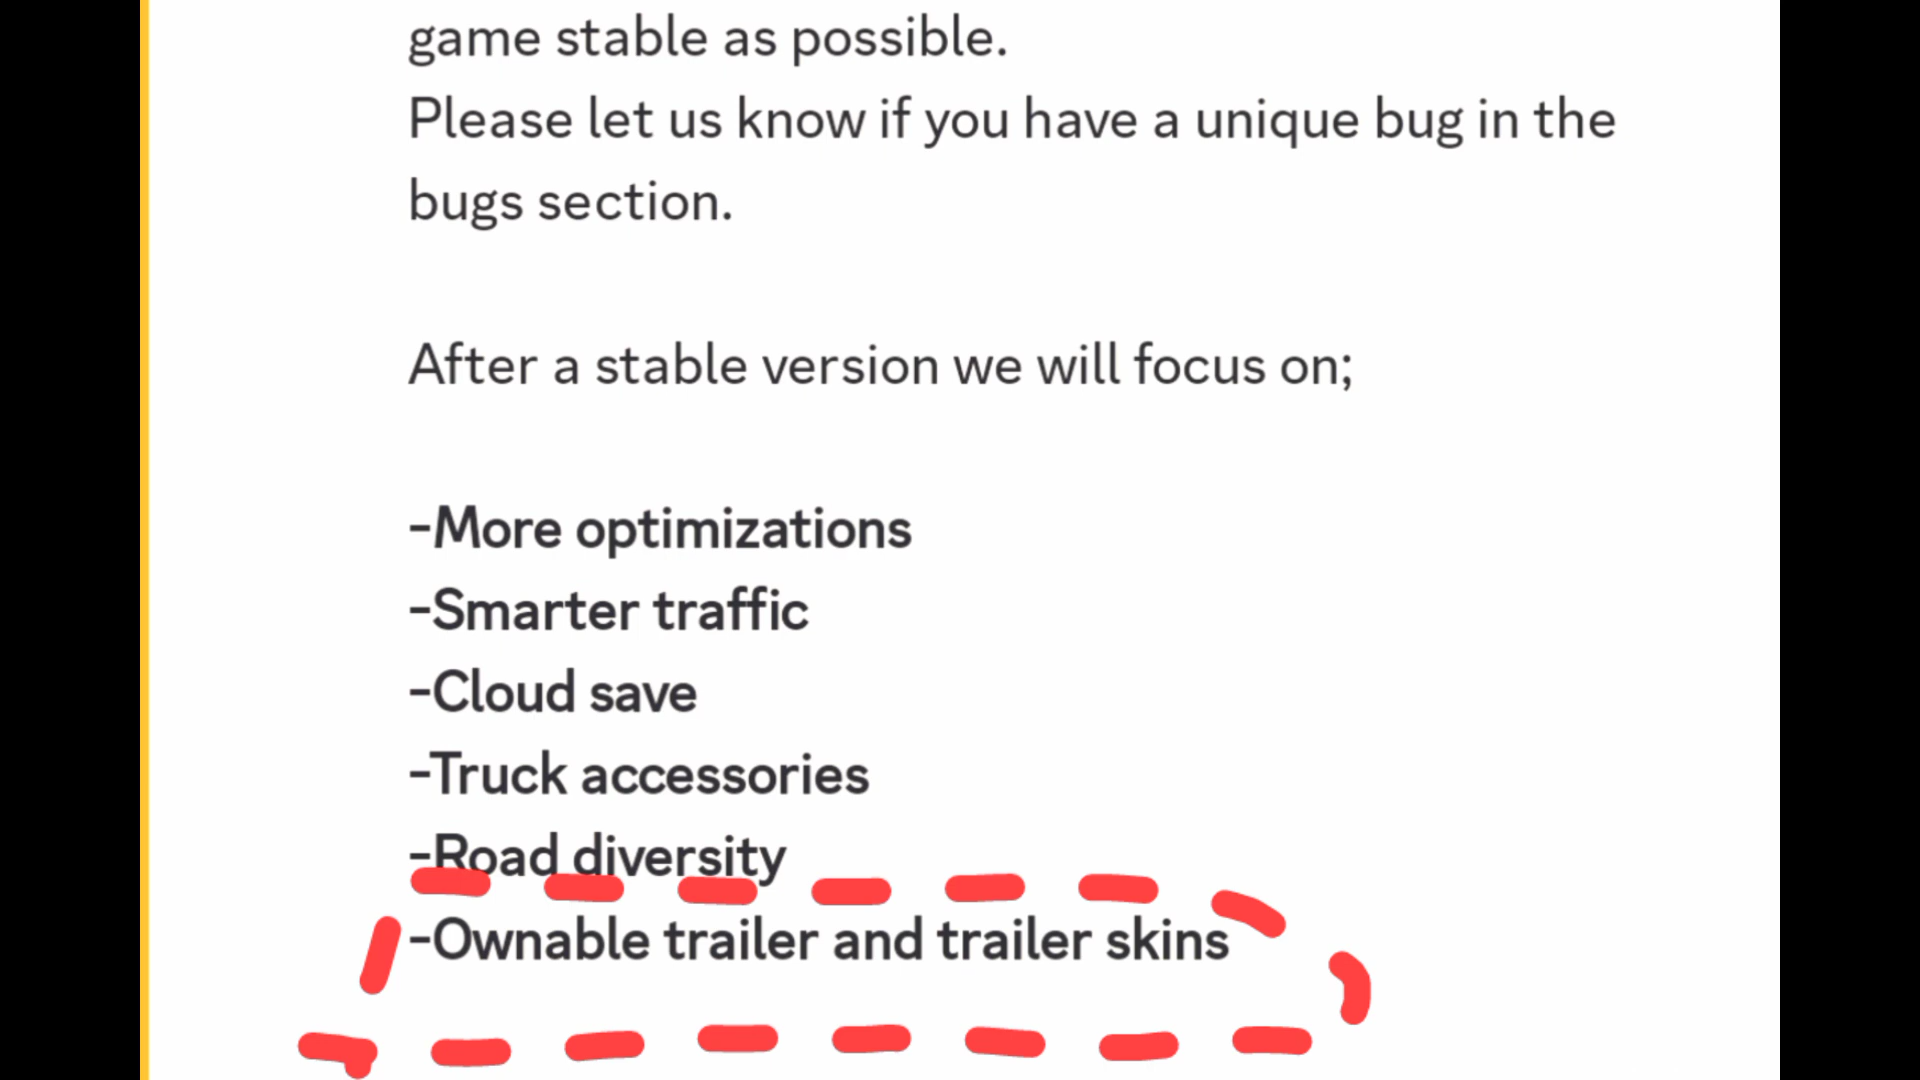 game stable as possible.
Please let us know if you have a unique bug in the
bugs section.
After a stable version we will focus on;
-More optimizations
-Smarter traffic
-Cloud save
-Truck accessories
-Road diversity
-Ownable trailer and trailer skins